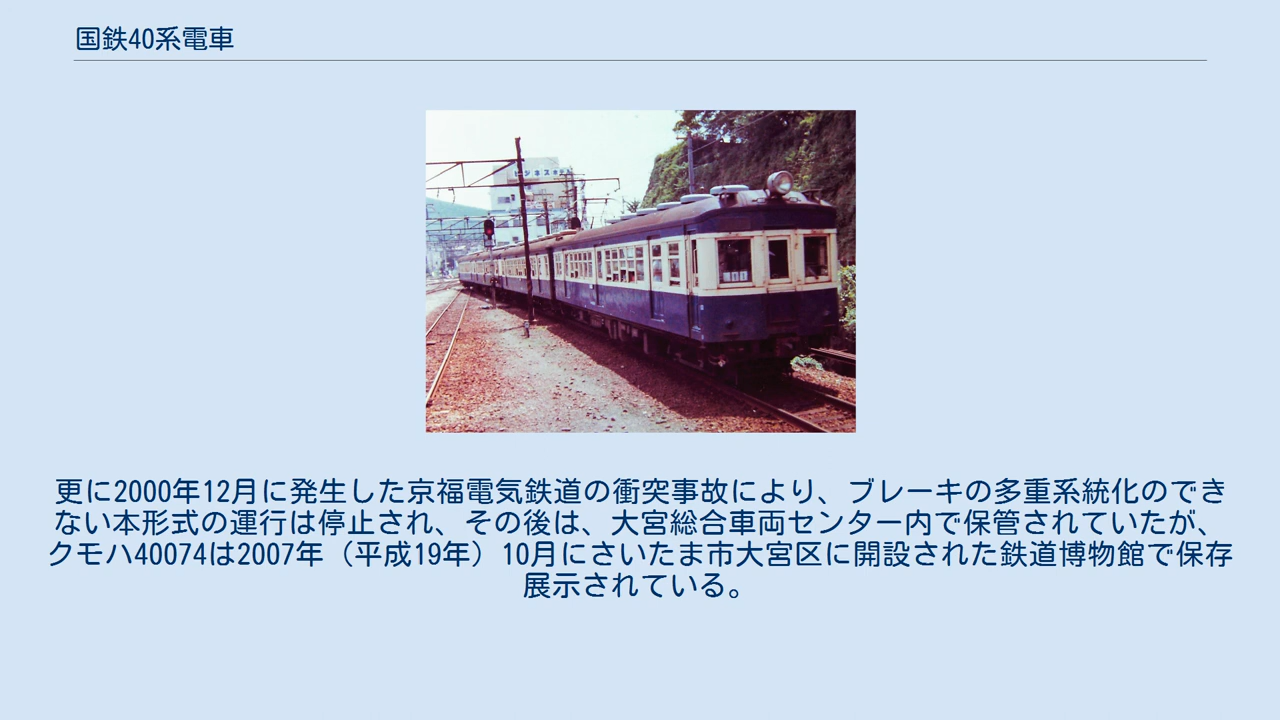 国鉄40系電車
ビジネス
更に2000年12月に発生した京福電気鉄道の衝突事故により、ブレーキの多重系統化のでき
ない本形式の運行は停止され、その後は、大宮総合車両センター内で保管されていたが、
クモハ40074は2007年（平成19年）10月にさいたま市大宮区に開設された鉄道博物館で保存
展示されている。